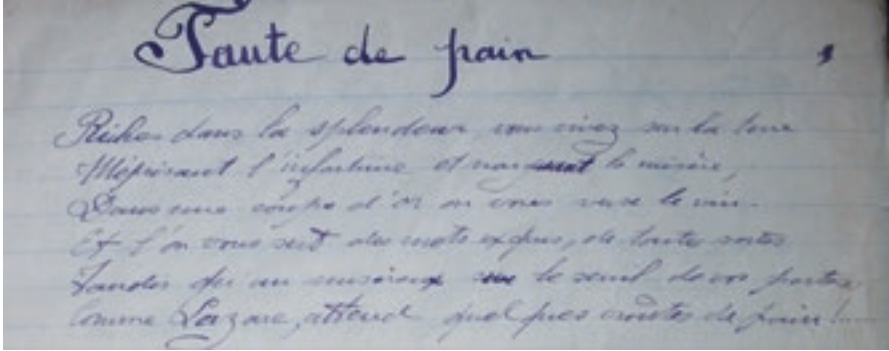 Faute de pain
Riches dans la splendeur, vous vivez sur la terre
Méprisant l'infortune et narguant la misère,
Dans une coupe d'or on vous verse le vin.
Et l'on vous sert des mets exquis, de toutes sortes
Tandis qu'un miséreux sur le seuil de vos portes
Comme Lazare, attend quelques croûtes de pain !....